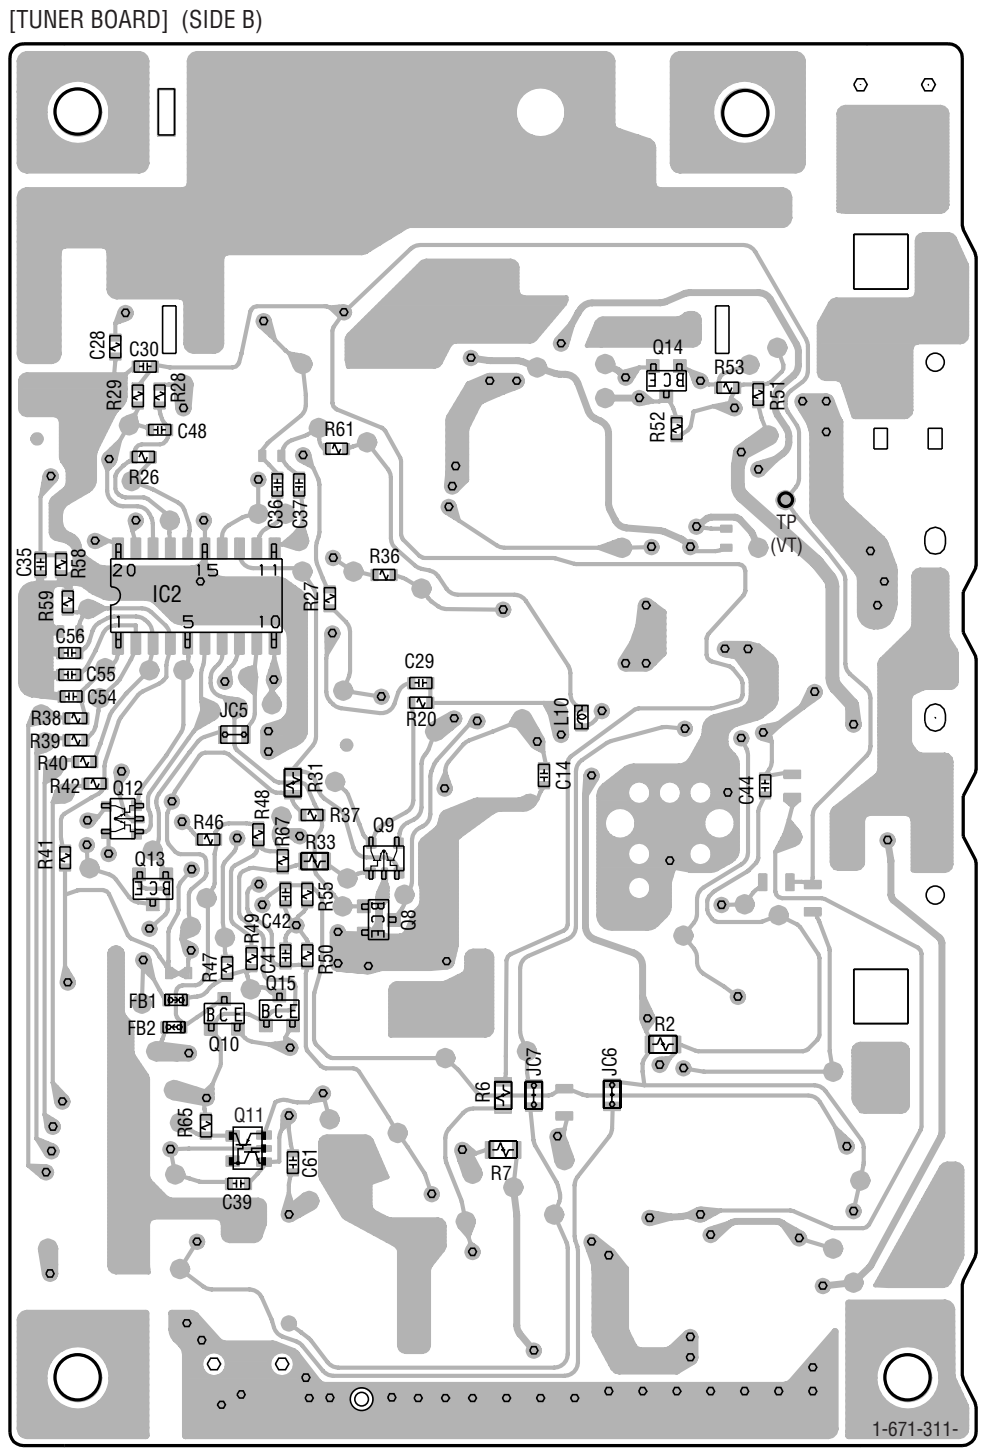 [TUNER BOARD] (SIDE B)
Q14
C28
C30
R53
R29
R28
R51
R52
C48
R61
R26
C36
C37
TP
(VT)
C35
R58
R36
20
15
11
IC2
R27
R59
1
5
10
C56
C55
C29
C54
R38
R20
JC5
L10
R39
R40
R31
C14
C44
R42
Q12
R48
R37
R46
R67
Q9
R33
R41
Q13
B C E
R55
C42
Q8
B C E
R49
C41
R50
R47
Q15
FB1
B C E
B C E
FB2
Q10
R2
JC7
JC6
R6
R65
Q11
C61
R7
C39
B C E
1-671-311-